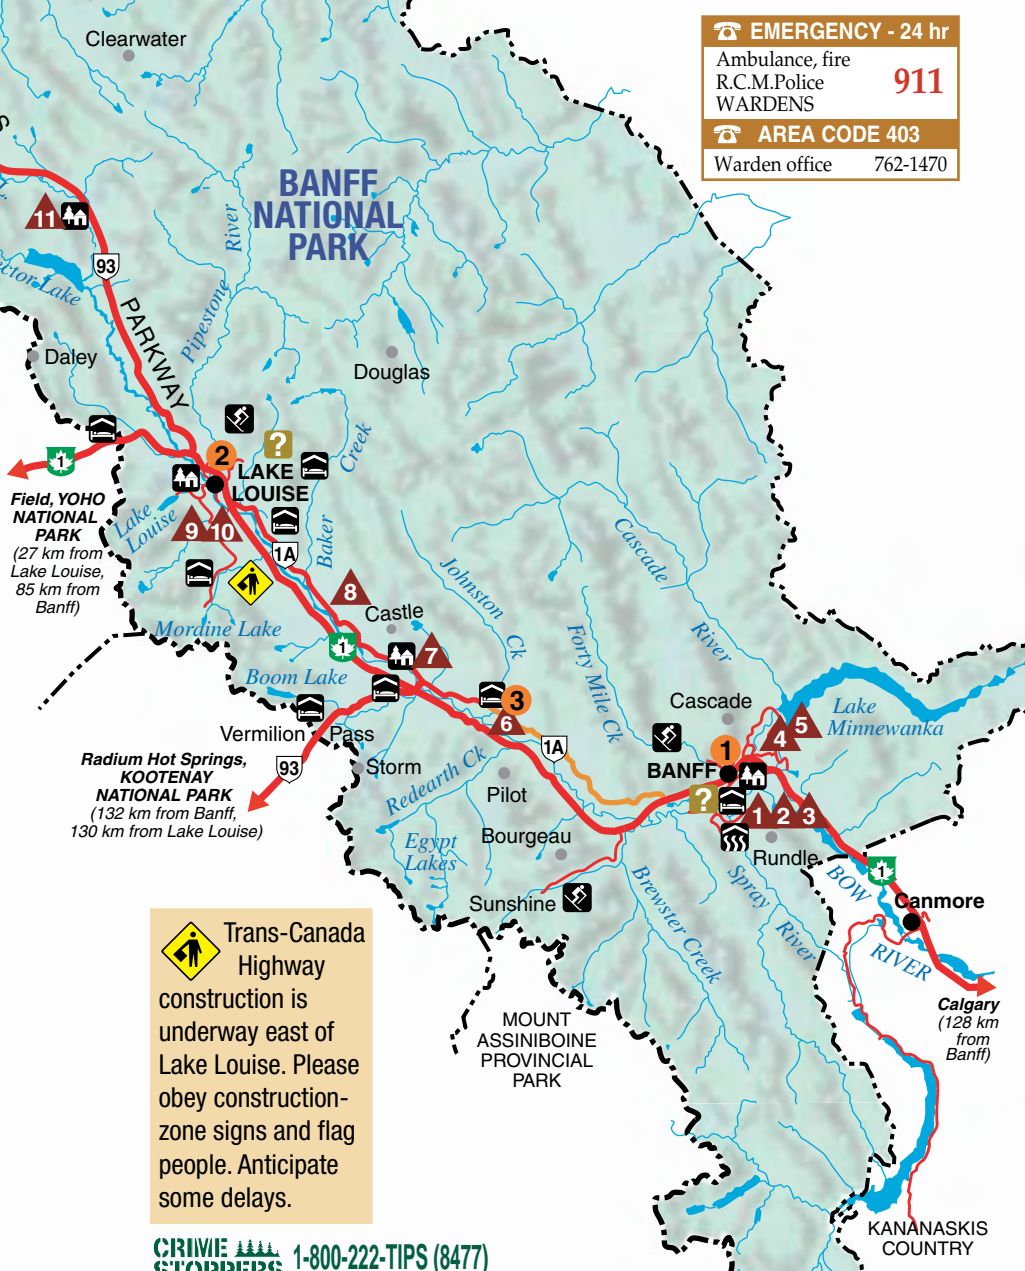 Clearwater
EMERGENCY - 24 hr
Ambulance, fire
R.C.M.Police
WARDENS
911
AREA CODE 403
Warden office 762-1470
S
BANFF
NATIONAL
PARK
11
93
River
Pipestone
PARKWAY
Daley
Douglas
1
2
LAKE
LOUISE
?
Creek
Baker
Field, YOHO
NATIONAL
PARK
(27 km from
Lake Louise,
85 km from
Banff)
Lake
Louise
9
10
1A
8
Castle
Johnston
Ck
Cascade
River
Mordine Lake
1
7
Boom Lake
Forty Mile Ck
3
6
1A
Cascade
Lake
Minnewanka
5
4
1
BANFF
?
1
2
3
Vermilion Pass
93
Radium Hot Springs,
KOOTENAY
NATIONAL PARK
(132 km from Banff,
130 km from Lake Louise)
Storm
Redearth Ck
Pilot
Egypt
Lakes
Bourgeau
Rundle
Sunshine
Brewster Creek
Spray
River
BOW
RIVER
1
Canmore
Calgary
(128 km
from
Banff)
Trans-Canada
Highway
construction is
underway east of
Lake Louise. Please
obey construction-
zone signs and flag
people. Anticipate
some delays.
MOUNT
ASSINIBOINE
PROVINCIAL
PARK
KANANASKIS
COUNTRY
CRIME
STOPPERS
1-800-222-TIPS (8477)